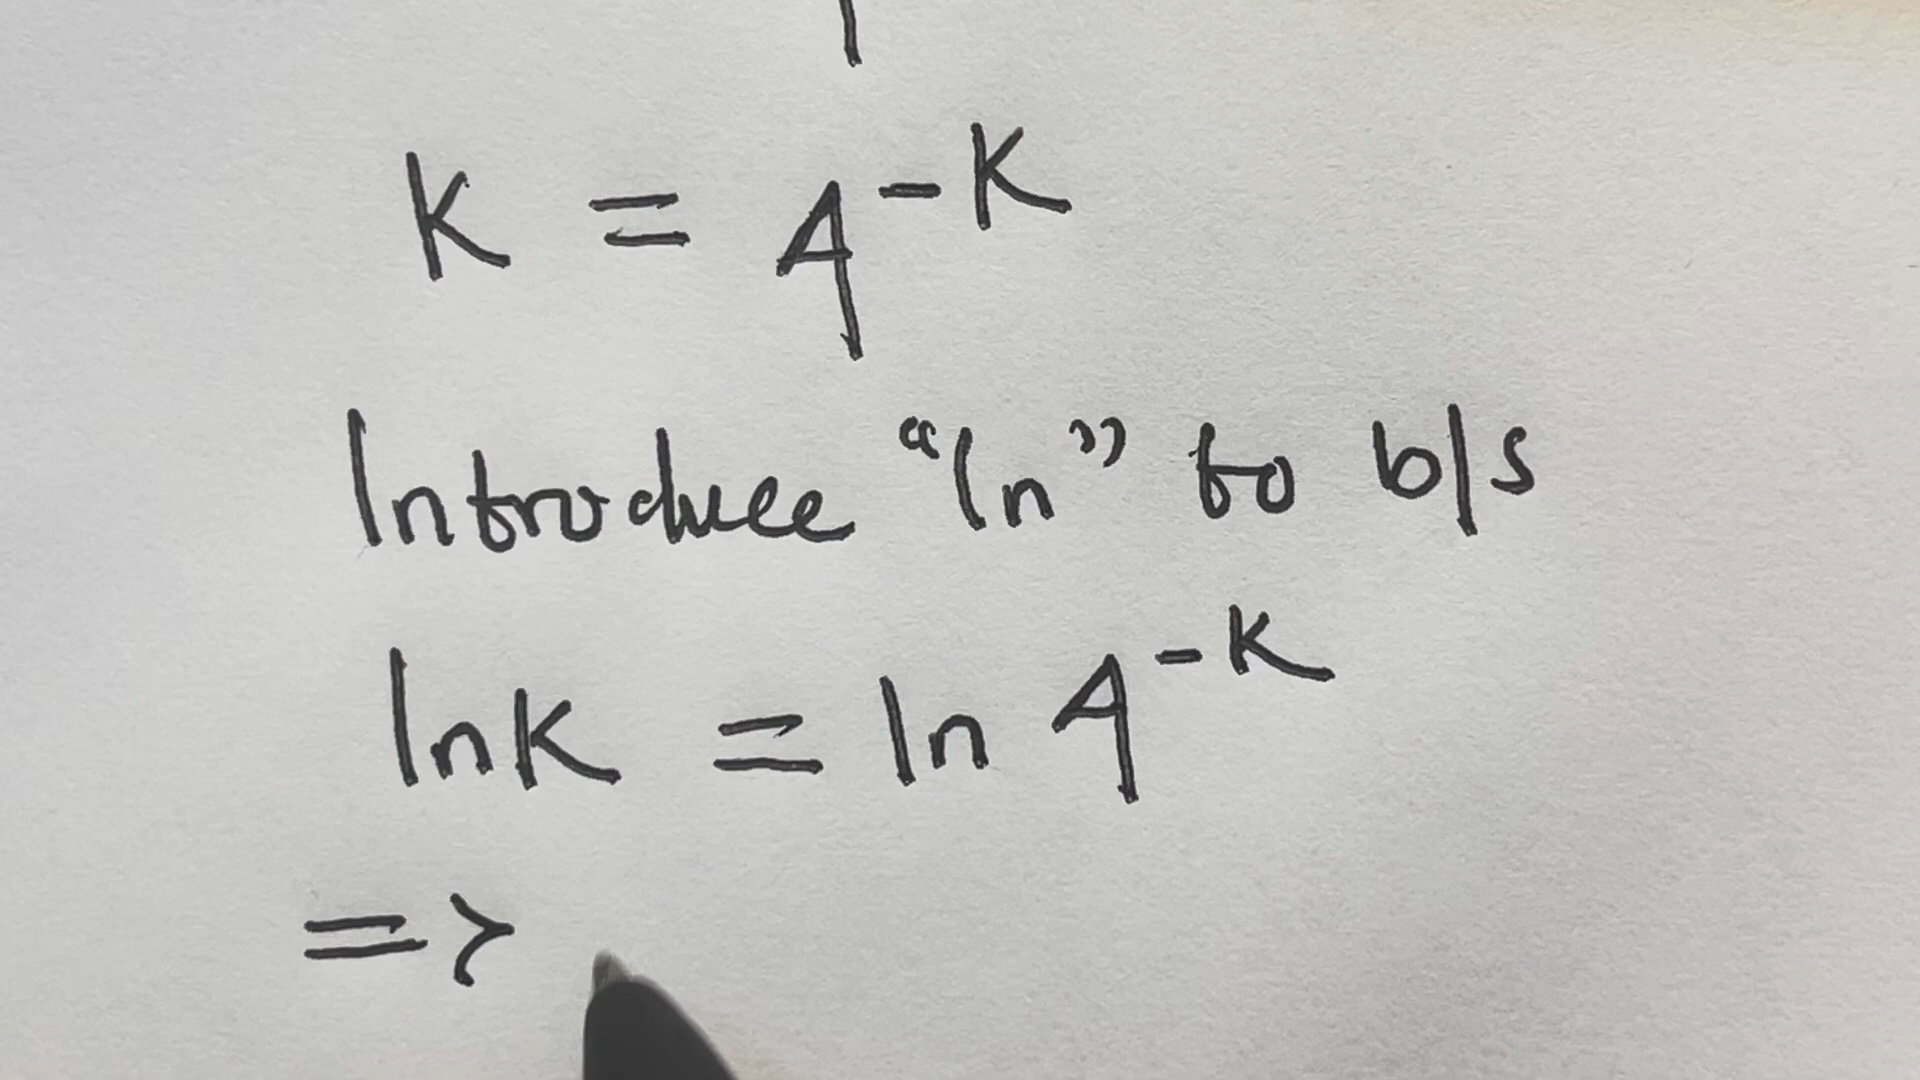 K = 4^-K
Introduce "ln" to b/s
lnK = ln 4^-K
=>